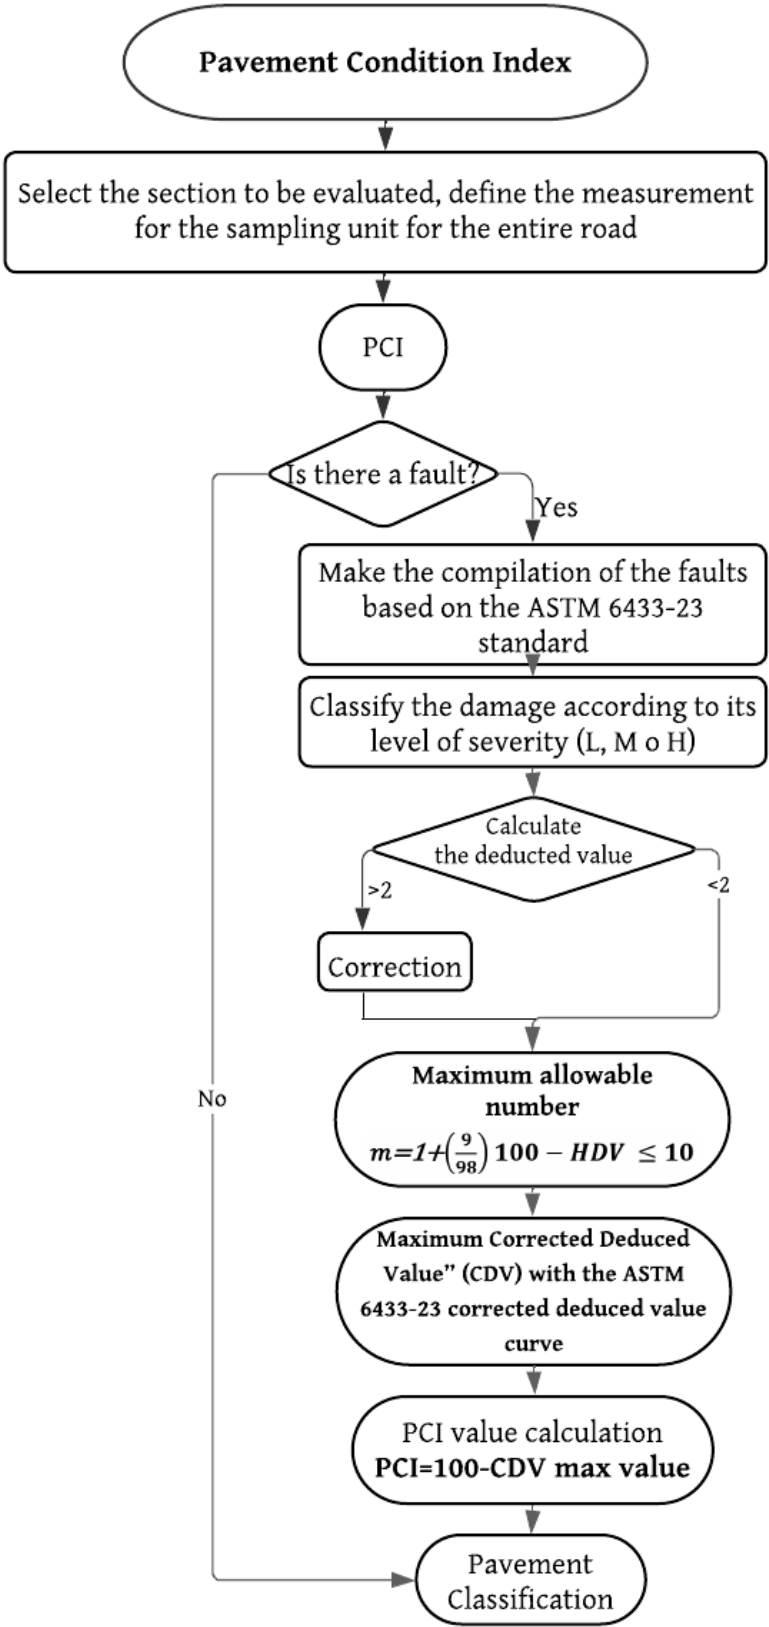 Pavement Condition Index
Select the section to be evaluated, define the measurement
for the sampling unit for the entire road
PCI
Is there a fault?
Yes
Make the compilation of the faults
based on the ASTM 6433-23
standard
Classify the damage according to its
level of severity (L, M o H)
Calculate
the deducted value
>2
<2
Correction
No
Maximum allowable
number
m=1+(9/98) 100 − HDV ≤ 10
Maximum Corrected Deduced
Value” (CDV) with the ASTM
6433-23 corrected deduced value
curve
PCI value calculation
PCI=100-CDV max value
Pavement
Classification